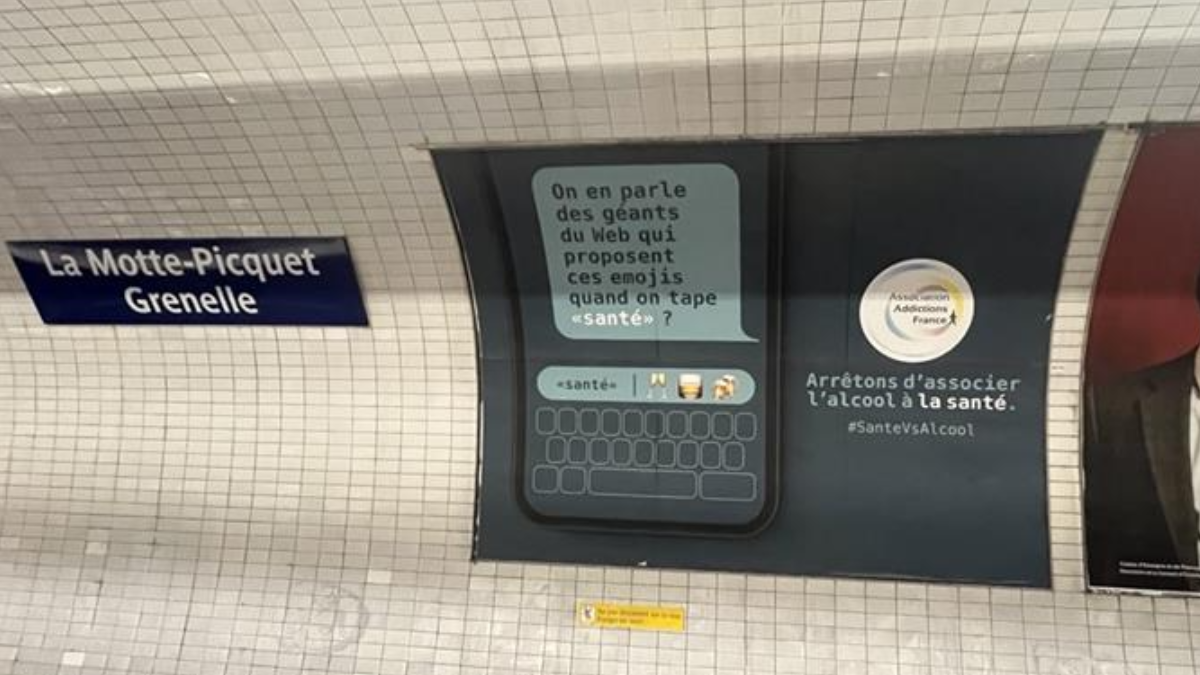 La Motte-Picquet
Grenelle
On en parle
des géants
du Web qui
proposent
ces emojis
quand on tape
«santé» ?
«santé«
Association
Addictions
France
Arrêtons d'associer
l'alcool à la santé.
#SanteVsAlcool